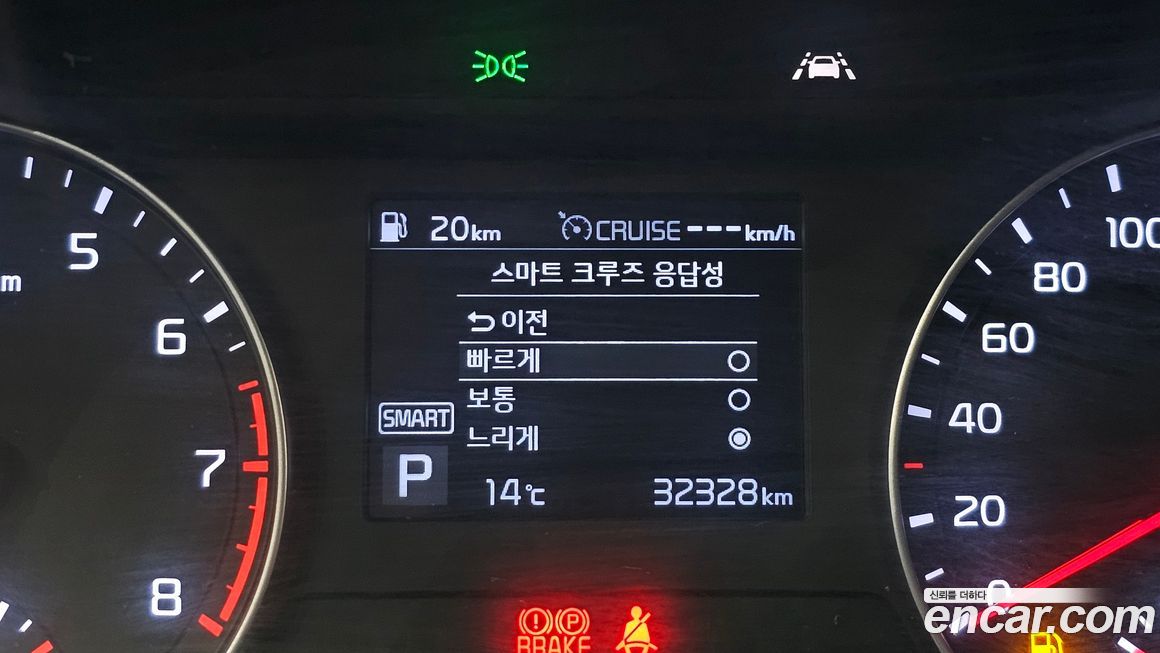 20km CRUISE---km/h
스마트 크루즈 응답성
이전
빠르게
보통
느리게
SMART
P
14℃ 32328km
5
6
7
8
m
100
80
60
40
20
0
BRAKE
P
신뢰를 더하다
encar.com